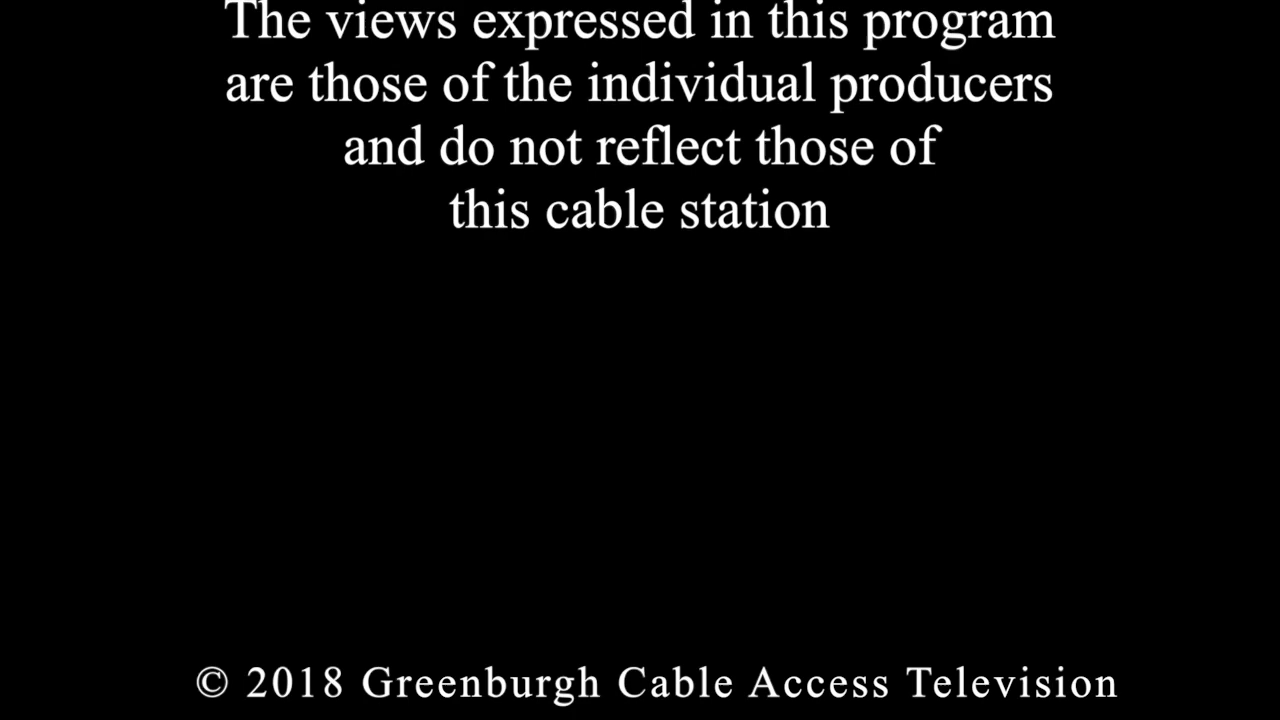 The views expressed in this program
are those of the individual producers
and do not reflect those of
this cable station
© 2018 Greenburgh Cable Access Television